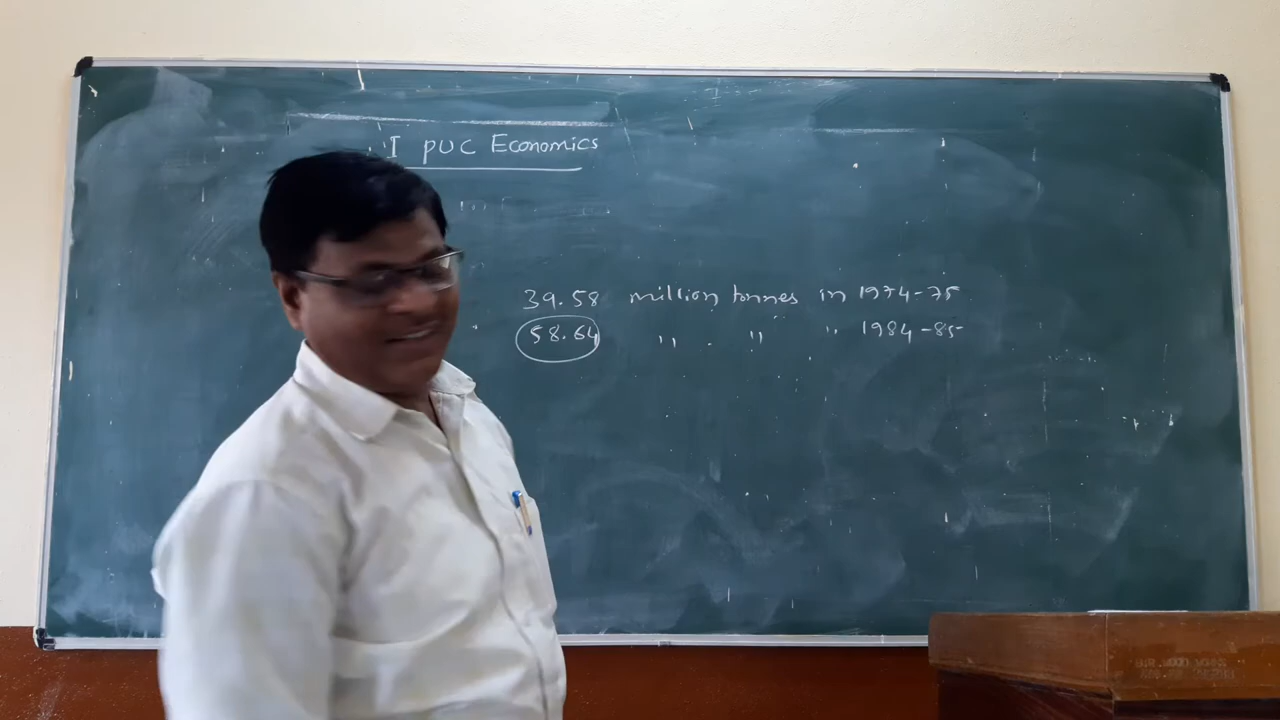 I PUC Economics
39.58 million tonnes in 1974-75
58.64 " " " 1984-85